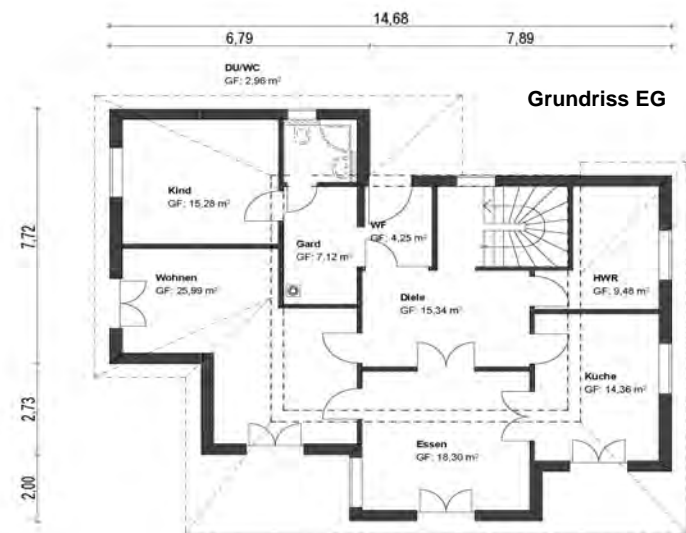 14,68
6,79
7,89
DU/WC
GF: 2,96 m²
Grundriss EG
Kind
GF: 15,28 m²
7,72
WF
GF: 4,25 m²
Gard
GF: 7,12 m²
Wohnen
GF: 25,99 m²
HWR
GF: 9,48 m²
Diele
GF: 15,34 m²
Küche
GF: 14,36 m²
2,73
Essen
GF: 18,30 m²
2,00